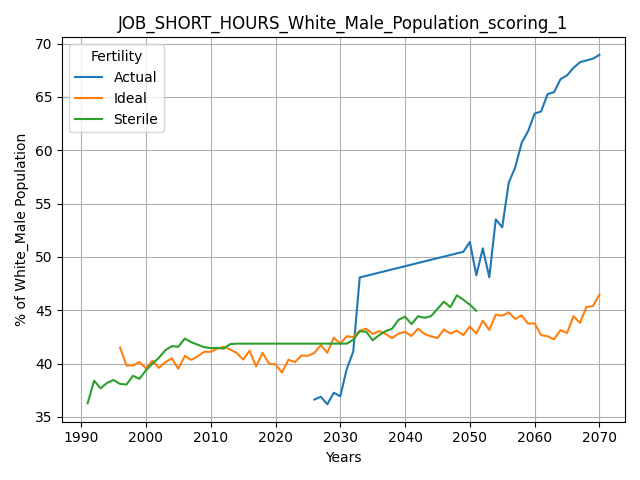 JOB_SHORT_HOURS_White_Male_Population_scoring_1
Fertility
Actual
Ideal
Sterile
% of White_Male Population
70
65
60
55
50
45
40
35
1990 2000 2010 2020 2030 2040 2050 2060 2070
Years